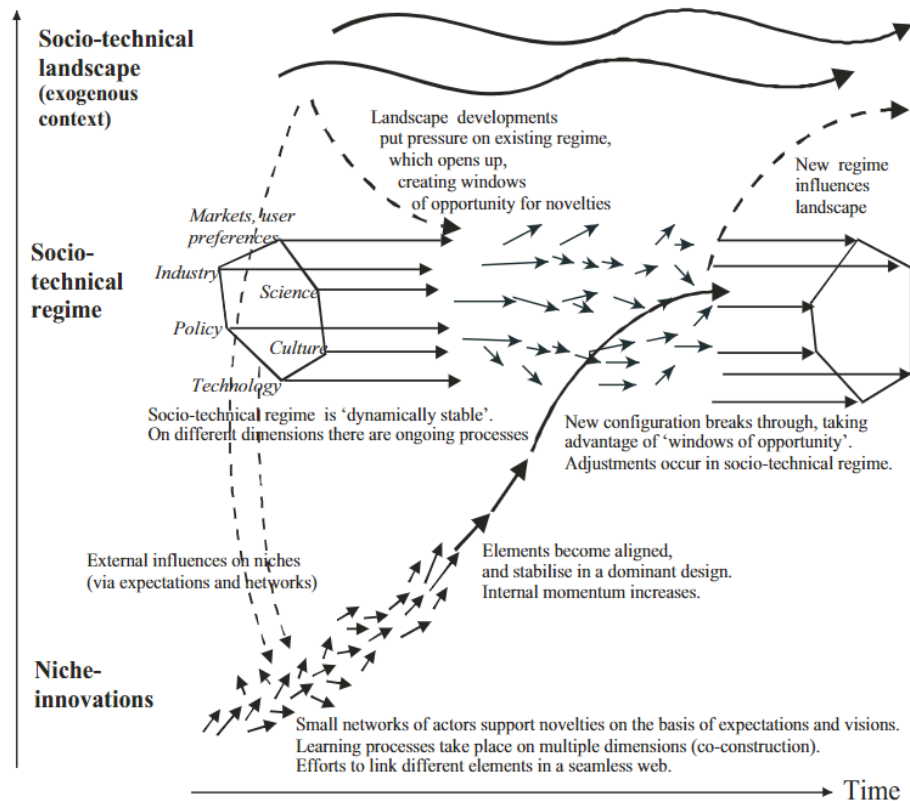 Socio-technical
landscape
(exogenous
context)
Landscape developments
put pressure on existing regime,
which opens up,
creating windows
of opportunity for novelties
New regime
influences
landscape
Socio-
technical
regime
Markets, user
preferences
Industry
Science
Policy
Culture
Technology
Socio-technical regime is ‘dynamically stable’.
On different dimensions there are ongoing processes
New configuration breaks through, taking
advantage of ‘windows of opportunity’.
Adjustments occur in socio-technical regime.
External influences on niches
(via expectations and networks)
Elements become aligned,
and stabilise in a dominant design.
Internal momentum increases.
Niche-
innovations
Small networks of actors support novelties on the basis of expectations and visions.
Learning processes take place on multiple dimensions (co-construction).
Efforts to link different elements in a seamless web.
Time